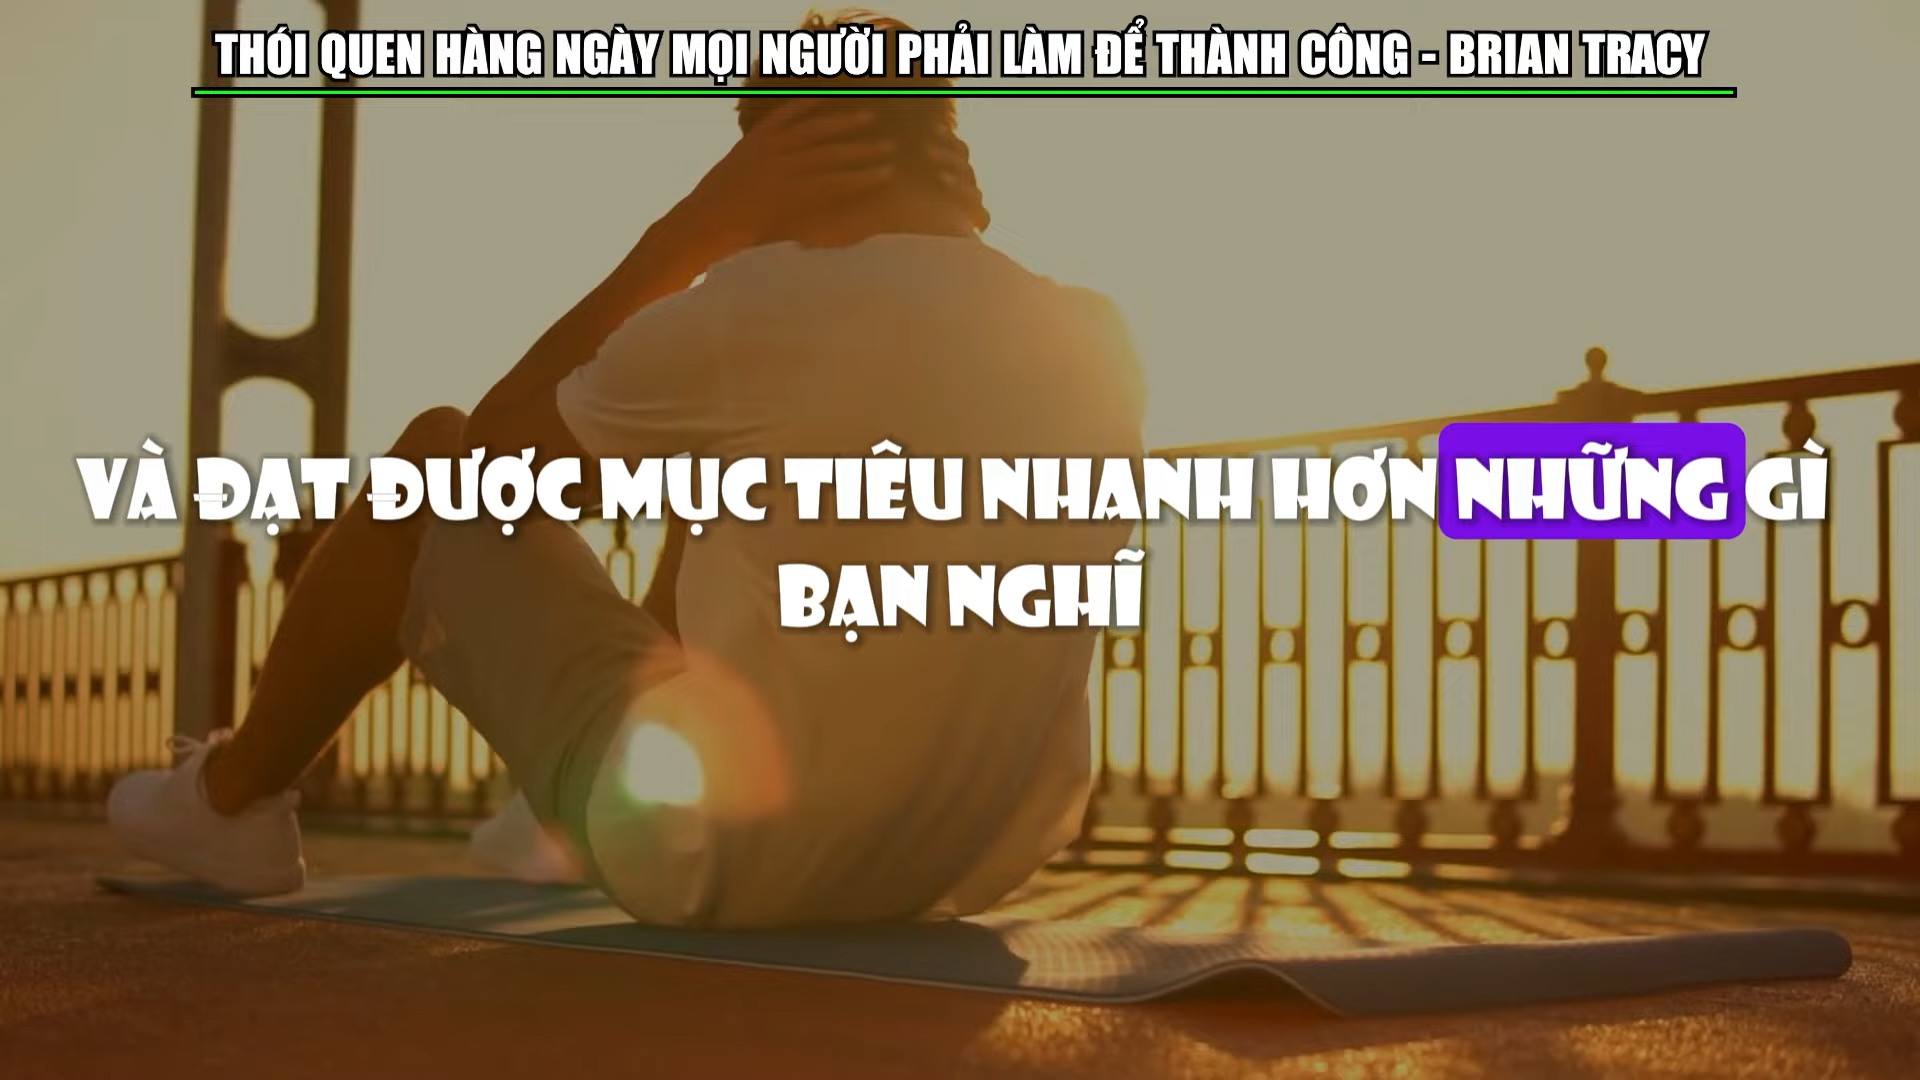 THÓI QUEN HÀNG NGÀY MỌI NGƯỜI PHẢI LÀM ĐỂ THÀNH CÔNG - BRIAN TRACY
VÀ ĐẠT ĐƯỢC MỤC TIÊU NHANH HƠN NHỮNG GÌ
BẠN NGHĨ